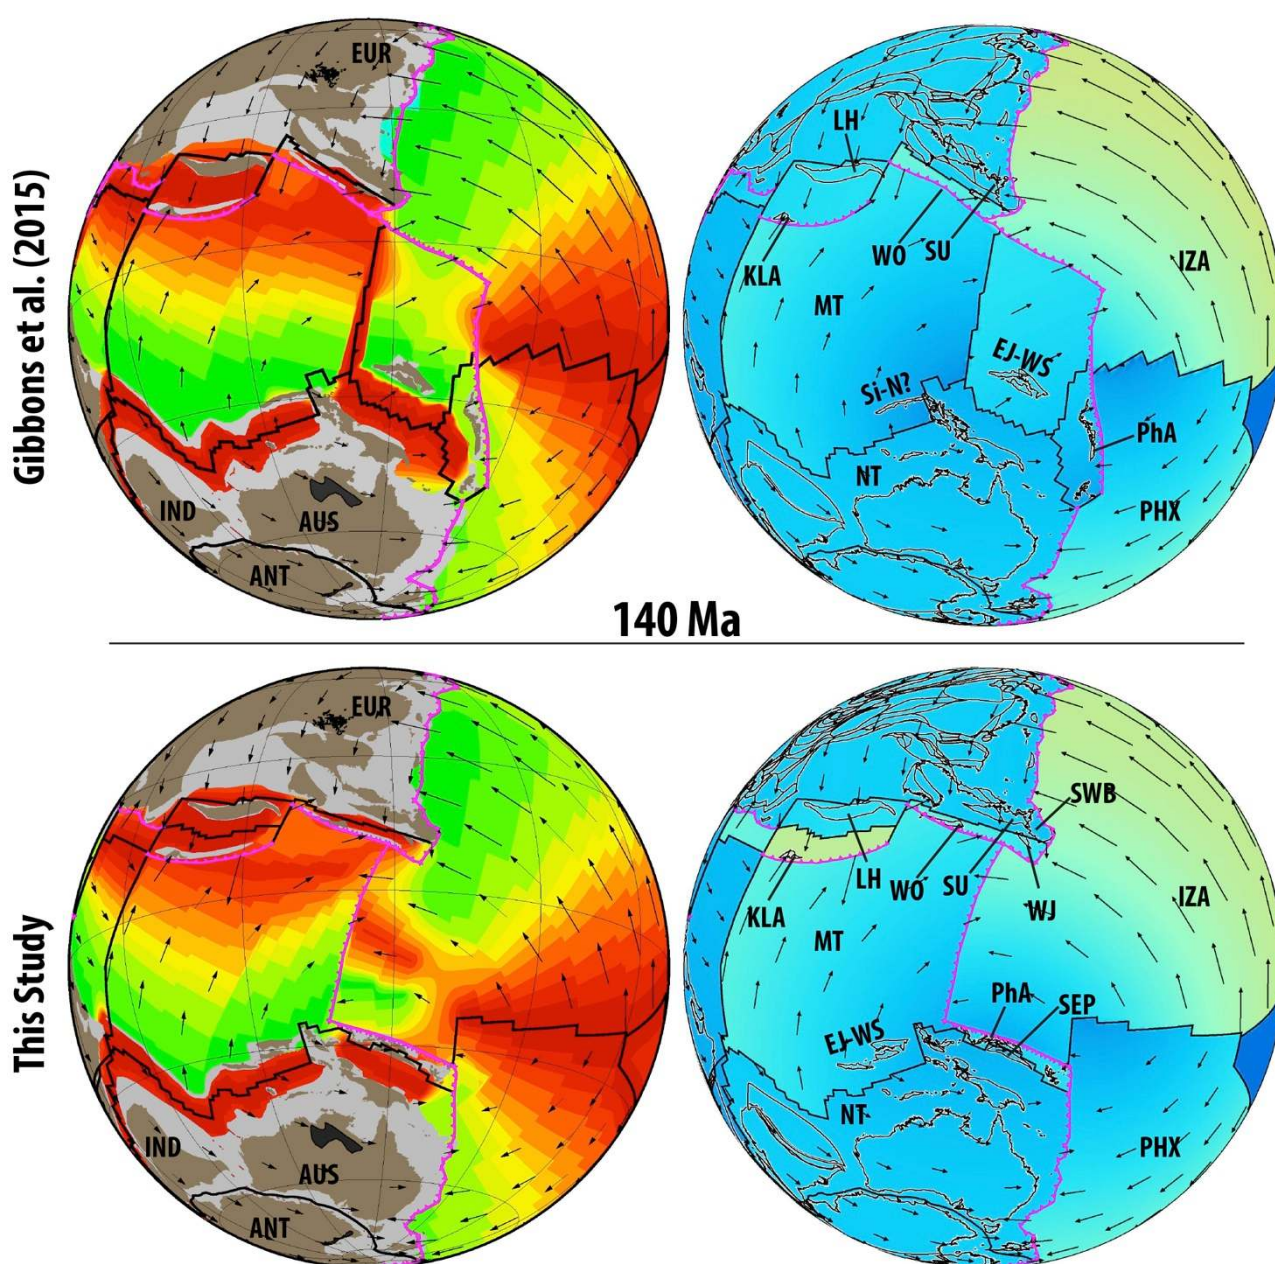 Gibbons et al. (2015)
EUR
IND
AUS
ANT
LH
WO
SU
KLA
MT
IZA
EJ-WS
Si-N?
PhA
NT
PHX
140 Ma
This Study
EUR
IND
AUS
ANT
SWB
KLA
LH
WO
SU
WJ
IZA
MT
PhA
SEP
EJ-WS
NT
PHX